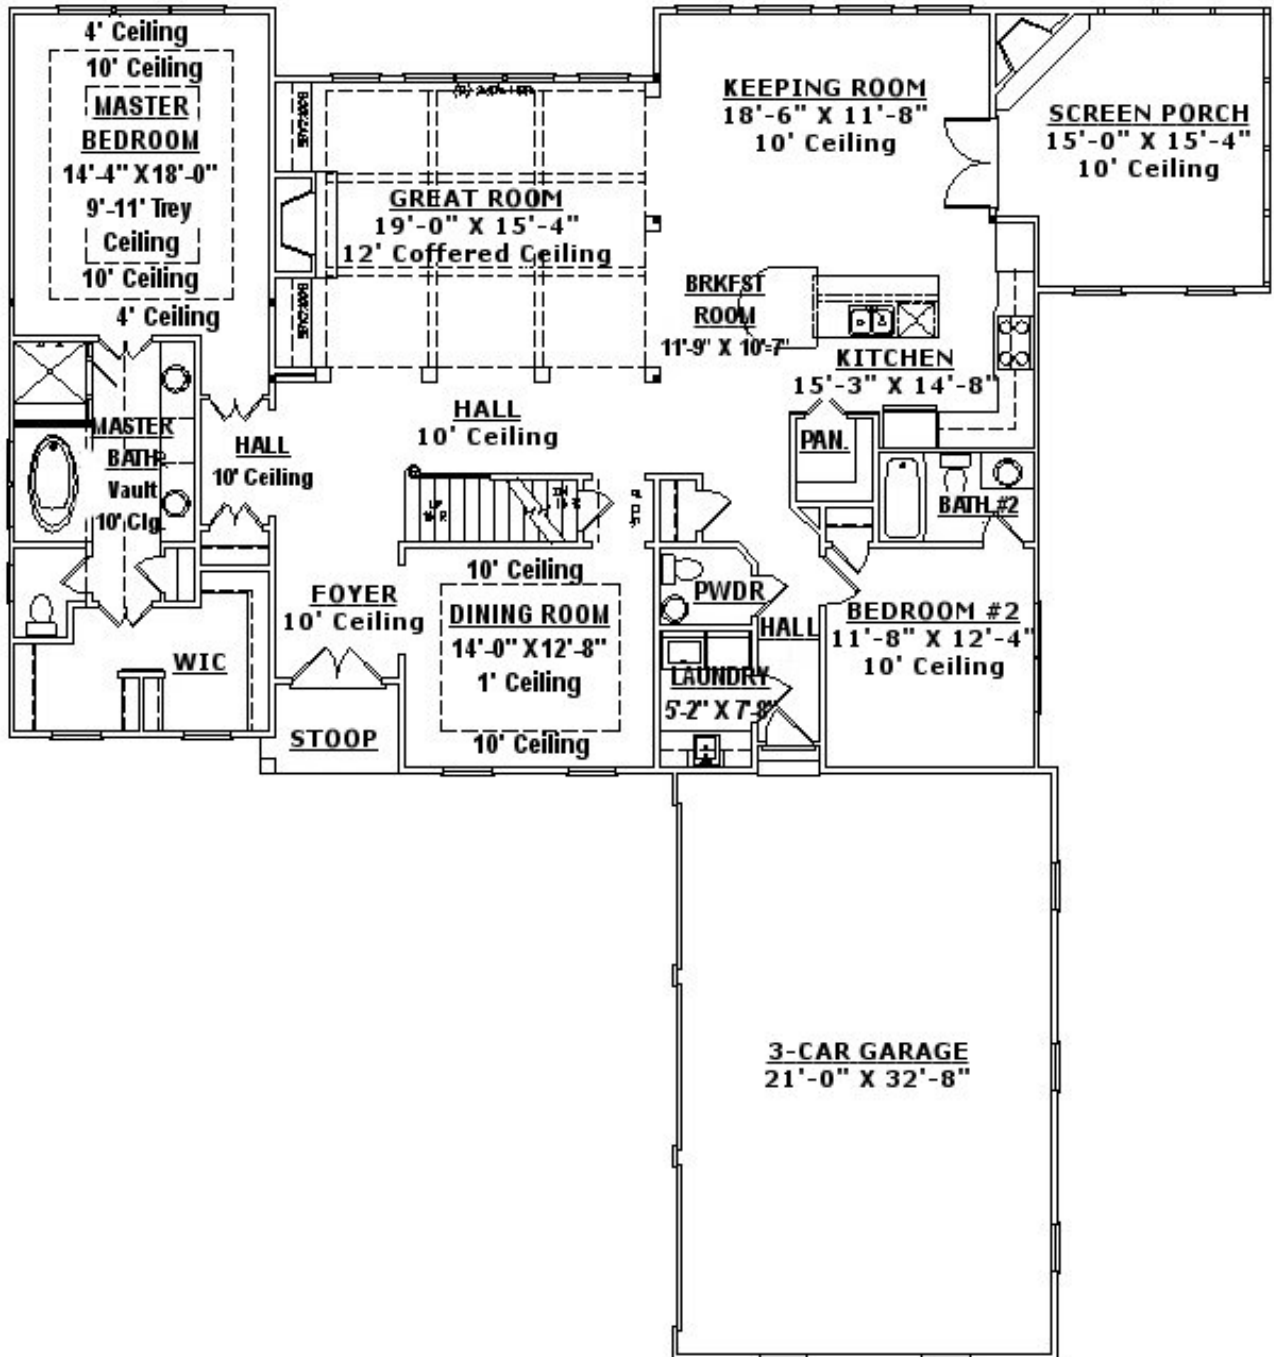 4' Ceiling
10' Ceiling
MASTER
BEDROOM
14'-4" X 18'-0"
9'-11' Trey
Ceiling
10' Ceiling
4' Ceiling
BOOKCASE
GREAT ROOM
19'-0" X 15'-4"
12' Coffered Ceiling
BOOKCASE
KEEPING ROOM
18'-6" X 11'-8"
10' Ceiling
SCREEN PORCH
15'-0" X 15'-4"
10' Ceiling
BRKFST
ROOM
11'-9" X 10'-7"
KITCHEN
15'-3" X 14'-8"
MASTER
BATH
Vault
10' Clg
HALL
10' Ceiling
HALL
10' Ceiling
PAN.
BATH #2
UP
FOYER
10' Ceiling
10' Ceiling
DINING ROOM
14'-0" X 12'-8"
1' Ceiling
10' Ceiling
PWDR
HALL
BEDROOM #2
11'-8" X 12'-4"
10' Ceiling
WIC
LAUNDRY
5'-2" X 7'-8"
STOOP
3-CAR GARAGE
21'-0" X 32'-8"